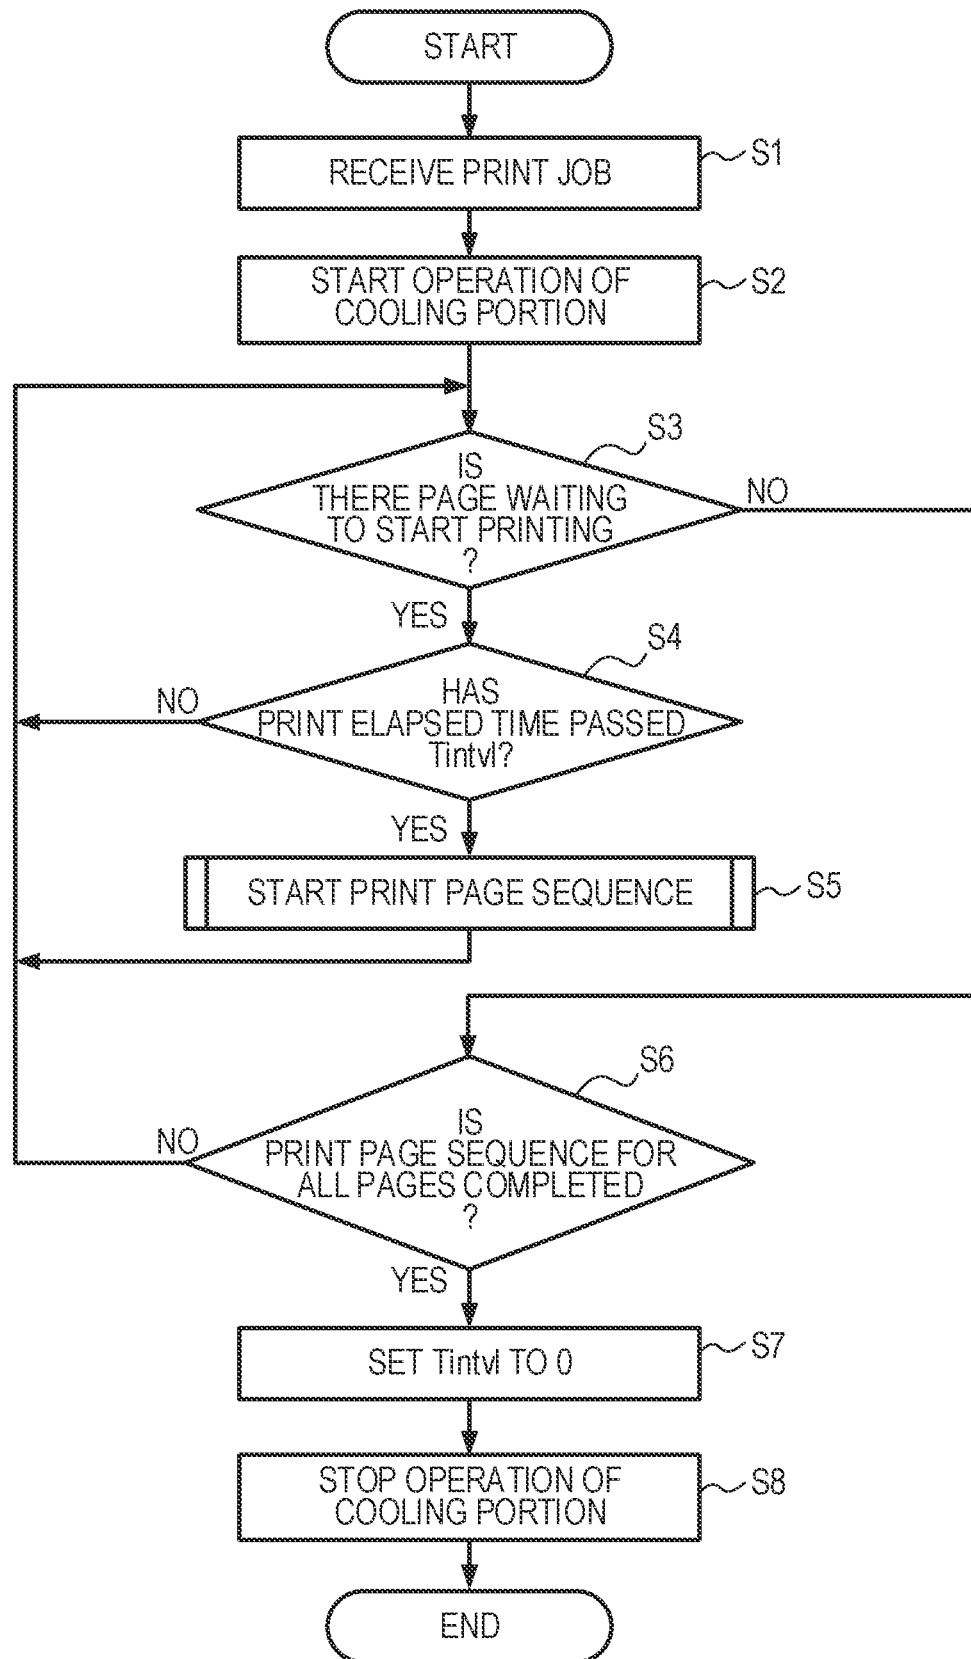 START
RECEIVE PRINT JOB
S1
START OPERATION OF
COOLING PORTION
S2
S3
IS
THERE PAGE WAITING
TO START PRINTING
?
NO
YES
S4
NO
HAS
PRINT ELAPSED TIME PASSED
Tintvl?
YES
START PRINT PAGE SEQUENCE
S5
S6
NO
IS
PRINT PAGE SEQUENCE FOR
ALL PAGES COMPLETED
?
YES
SET Tintvl TO 0
S7
STOP OPERATION OF
COOLING PORTION
S8
END